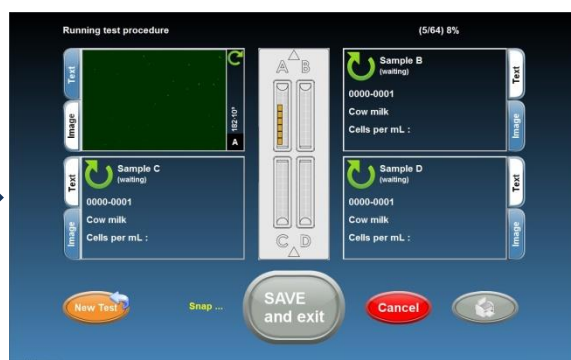 Running test procedure
(5/64) 8%
Text
Image
182·10³
A
A B
Sample B
(waiting)
0000-0001
Cow milk
Cells per mL :
Text
Image
Text
Image
Sample C
(waiting)
0000-0001
Cow milk
Cells per mL :
C D
Sample D
(waiting)
0000-0001
Cow milk
Cells per mL :
Text
Image
New Test
Snap ...
SAVE
and exit
Cancel